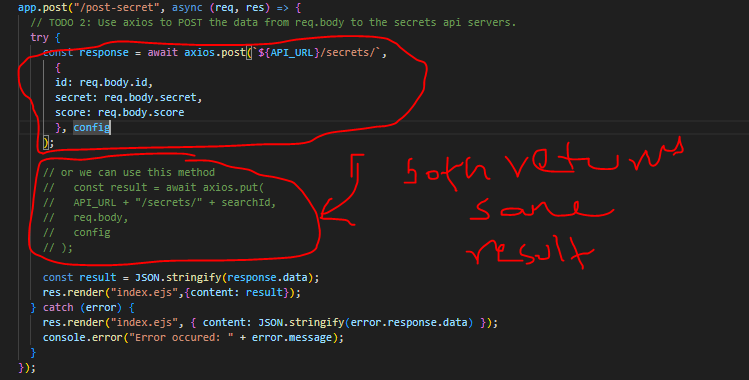 app.post("/post-secret", async (req, res) => {
// TODO 2: Use axios to POST the data from req.body to the secrets api servers.
try {
const response = await axios.post(`${API_URL}/secrets/`,
{
id: req.body.id,
secret: req.body.secret,
score: req.body.score
}, config
);
// or we can use this method
// const result = await axios.put(
// API_URL + "/secrets/" + searchId,
// req.body,
// config
// );
both returns
same
result
const result = JSON.stringify(response.data);
res.render("index.ejs",{content: result});
} catch (error) {
res.render("index.ejs", { content: JSON.stringify(error.response.data) });
console.error("Error occured: " + error.message);
}
});